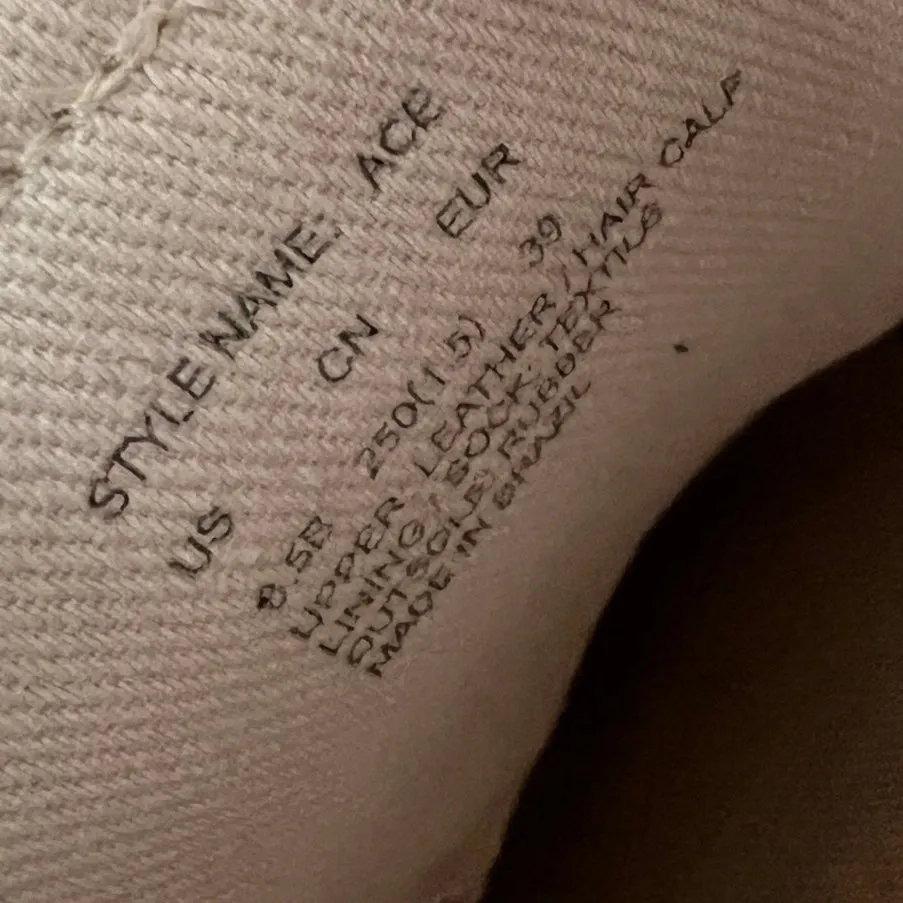 STYLE NAME: ACE
US CN EUR
8.5B 250(1.5) 39
UPPER LEATHER / HAIR CALF
LINING / SOCK: TEXTILE
OUTSOLE: RUBBER
MADE IN BRAZIL